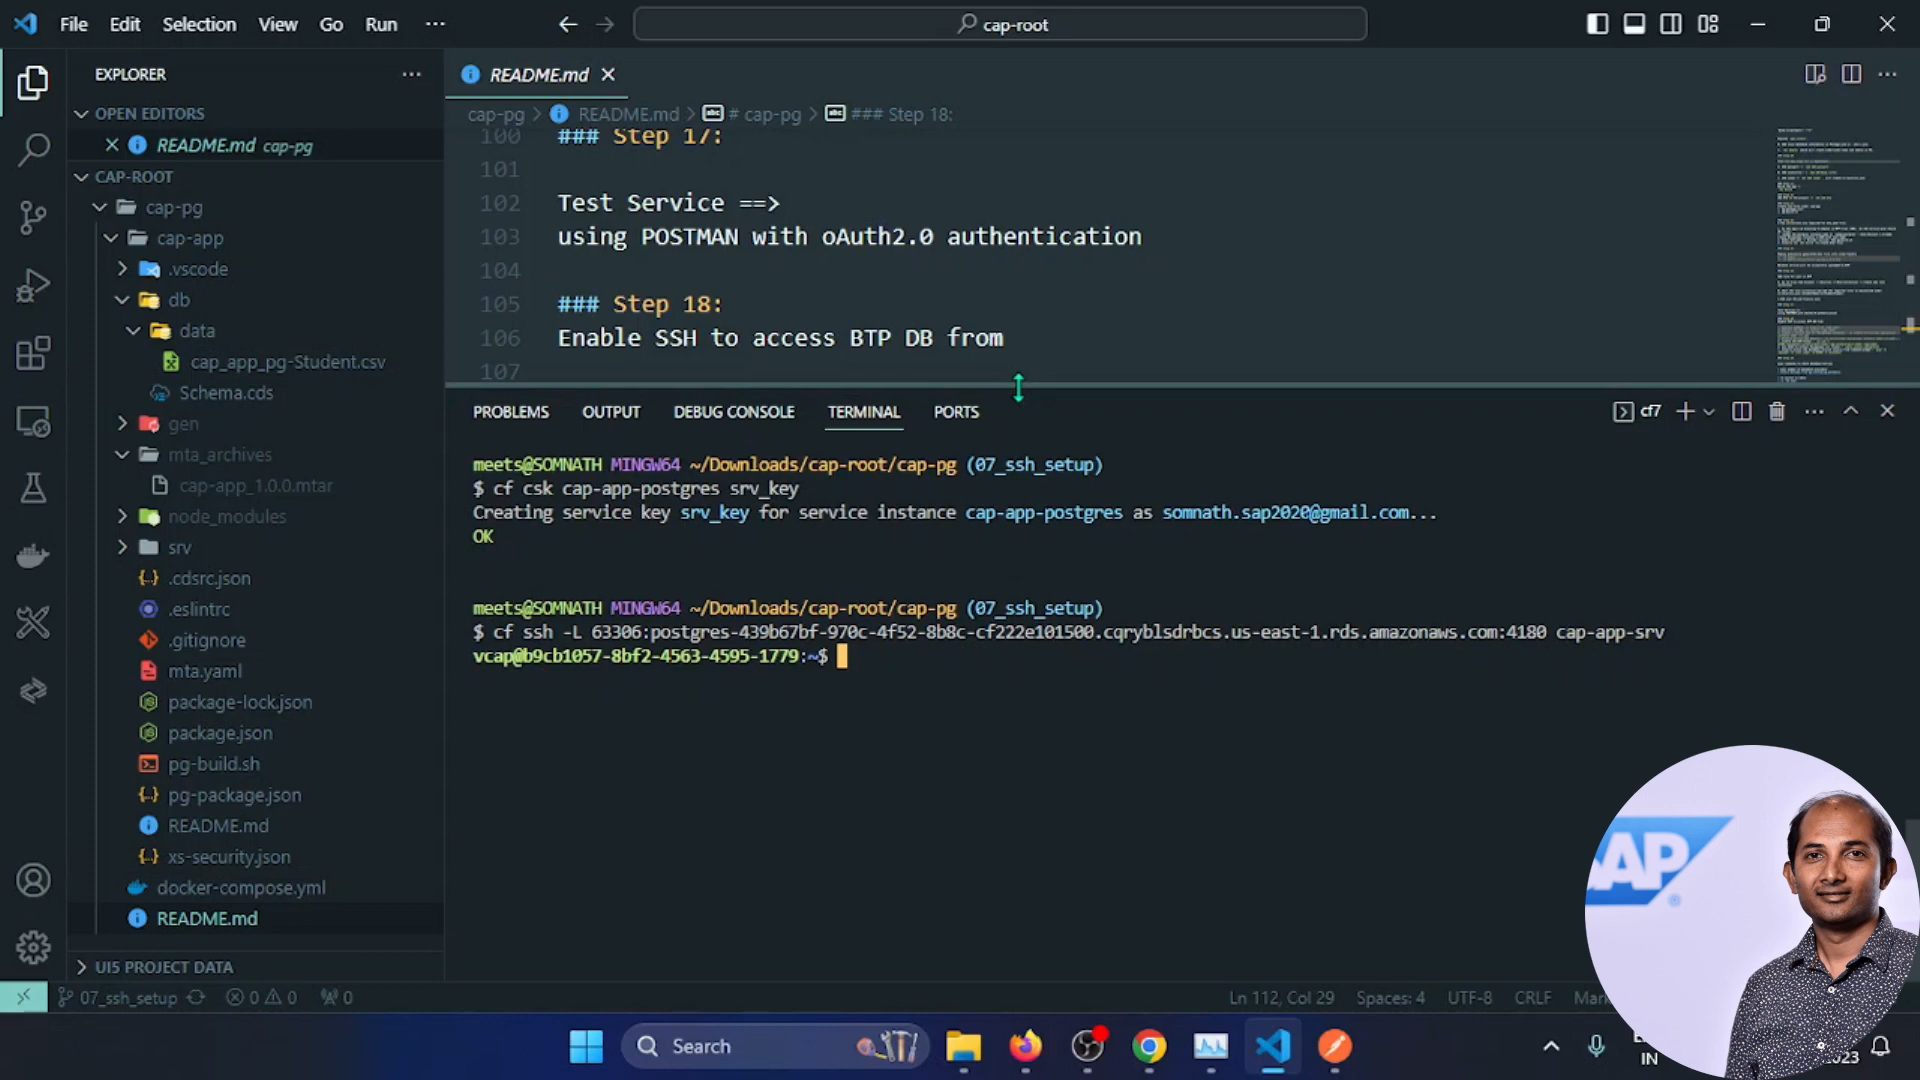 File Edit Selection View Go Run ···
cap-root
EXPLORER ···
OPEN EDITORS
README.md cap-pg
CAP-ROOT
cap-pg
cap-app
.vscode
db
data
cap_app_pg-Student.csv
Schema.cds
gen
mta_archives
cap-app_1.0.0.mtar
node_modules
srv
.cdsrc.json
.eslintrc
.gitignore
mta.yaml
package-lock.json
package.json
pg-build.sh
pg-package.json
README.md
xs-security.json
docker-compose.yml
README.md
UI5 PROJECT DATA
README.md
cap-pg > README.md > # cap-pg > ### Step 18:
100 ### Step 17:
101
102 Test Service ==>
103 using POSTMAN with oAuth2.0 authentication
104
105 ### Step 18:
106 Enable SSH to access BTP DB from
107
PROBLEMS OUTPUT DEBUG CONSOLE TERMINAL PORTS
cf7
meets@SOMNATH MINGW64 ~/Downloads/cap-root/cap-pg (07_ssh_setup)
$ cf csk cap-app-postgres srv_key
Creating service key srv_key for service instance cap-app-postgres as somnath.sap2020@gmail.com...
OK
meets@SOMNATH MINGW64 ~/Downloads/cap-root/cap-pg (07_ssh_setup)
$ cf ssh -L 63306:postgres-439b67bf-970c-4f52-8b8c-cf222e101500.cqryblsdrbcs.us-east-1.rds.amazonaws.com:4180 cap-app-srv
vcap@b9cb1057-8bf2-4563-4595-1779:~$
AP
07_ssh_setup 0 0 0
Ln 112, Col 29 Spaces: 4 UTF-8 CRLF Mar
Search
IN
2023